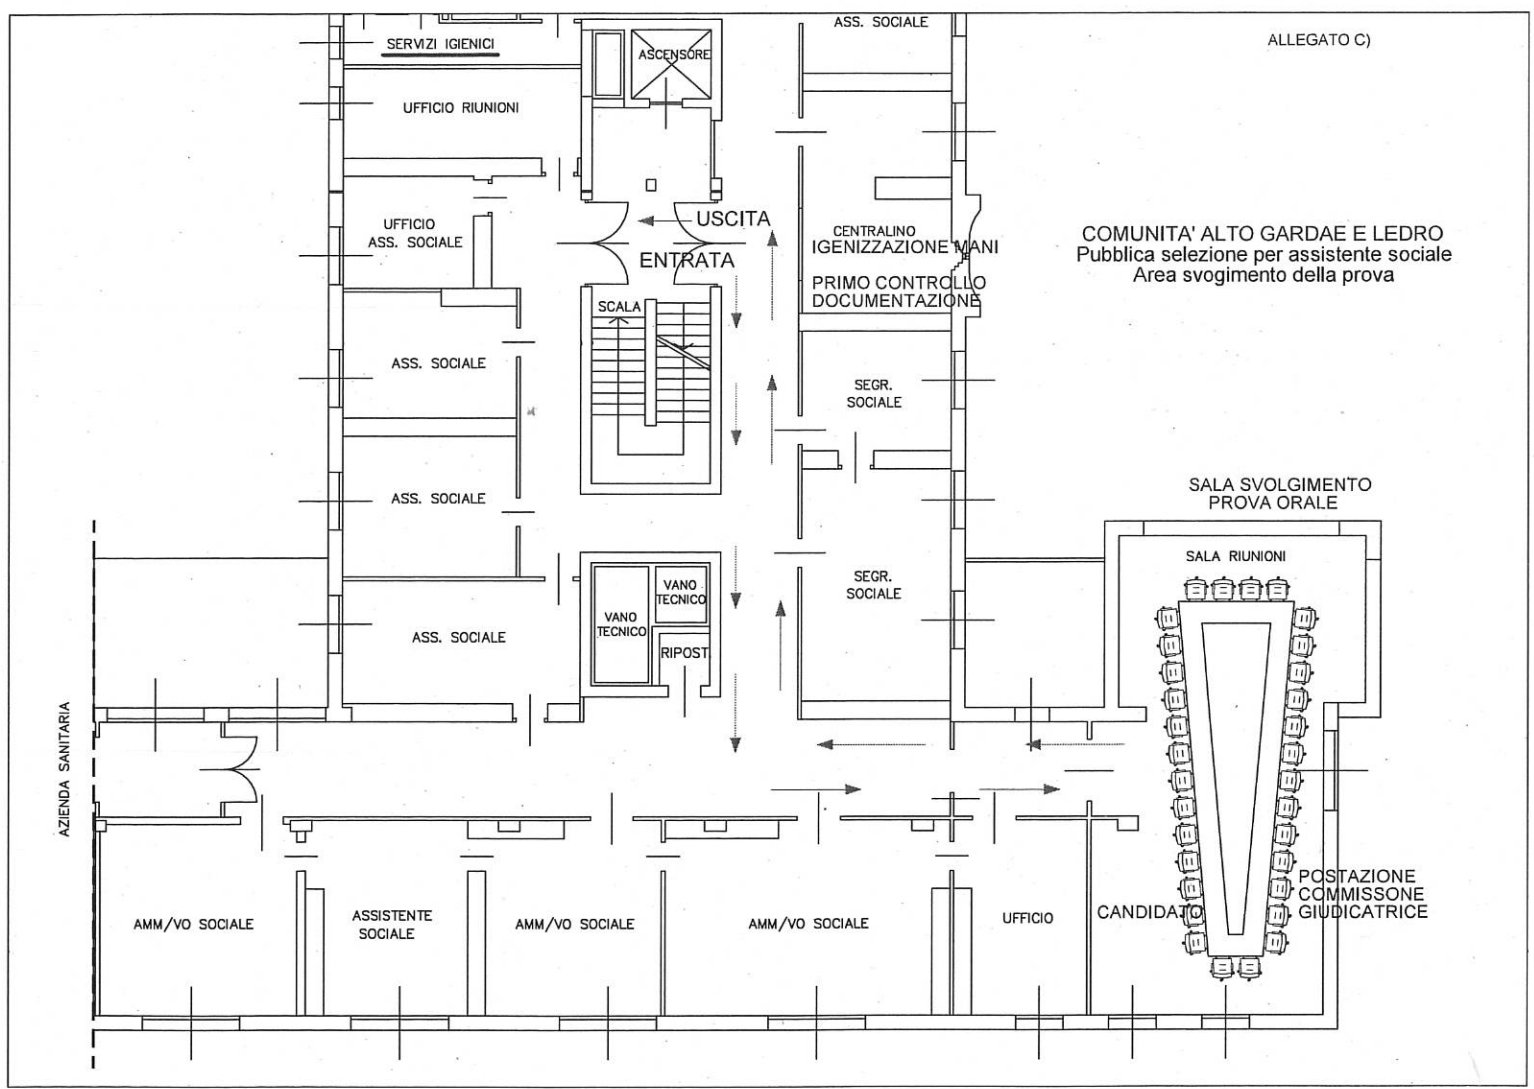 ASS. SOCIALE
ALLEGATO C)
SERVIZI IGIENICI
ASCENSORE
UFFICIO RIUNIONI
UFFICIO
ASS. SOCIALE
USCITA
ENTRATA
CENTRALINO
IGENIZZAZIONE MANI
PRIMO CONTROLLO
DOCUMENTAZIONE
COMUNITA' ALTO GARDAE E LEDRO
Pubblica selezione per assistente sociale
Area svogimento della prova
SCALA
ASS. SOCIALE
SEGR.
SOCIALE
ASS. SOCIALE
SALA SVOLGIMENTO
PROVA ORALE
SALA RIUNIONI
VANO
TECNICO
VANO
TECNICO
RIPOST.
SEGR.
SOCIALE
ASS. SOCIALE
AZIENDA SANITARIA
AMM/VO SOCIALE
ASSISTENTE
SOCIALE
AMM/VO SOCIALE
AMM/VO SOCIALE
UFFICIO
CANDIDATO
POSTAZIONE
COMMISSONE
GIUDICATRICE